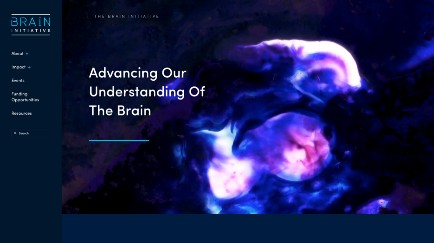 BRAIN
INITIATIVE
THE BRAIN INITIATIVE
About +
Impact +
Events
Funding
Opportunities
Resources
Search
Advancing Our
Understanding Of
The Brain